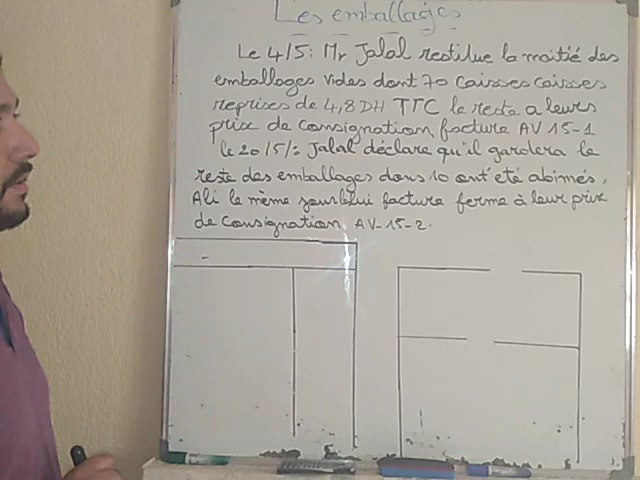 Les emballages
Le 4/5: Mr Jalal restitue la moitié des
emballages vides dont 70 caisses caisses
reprises de 4,8 DH TTC le reste a leurs
prix de consignation, facture AV 15-1
le 20/5/: Jalal déclare qu'il gardera le
reste des emballages dons 10 ont été abimés,
Ali le même jour lui facture ferme à leur prix
de Consignation AV-15-2.